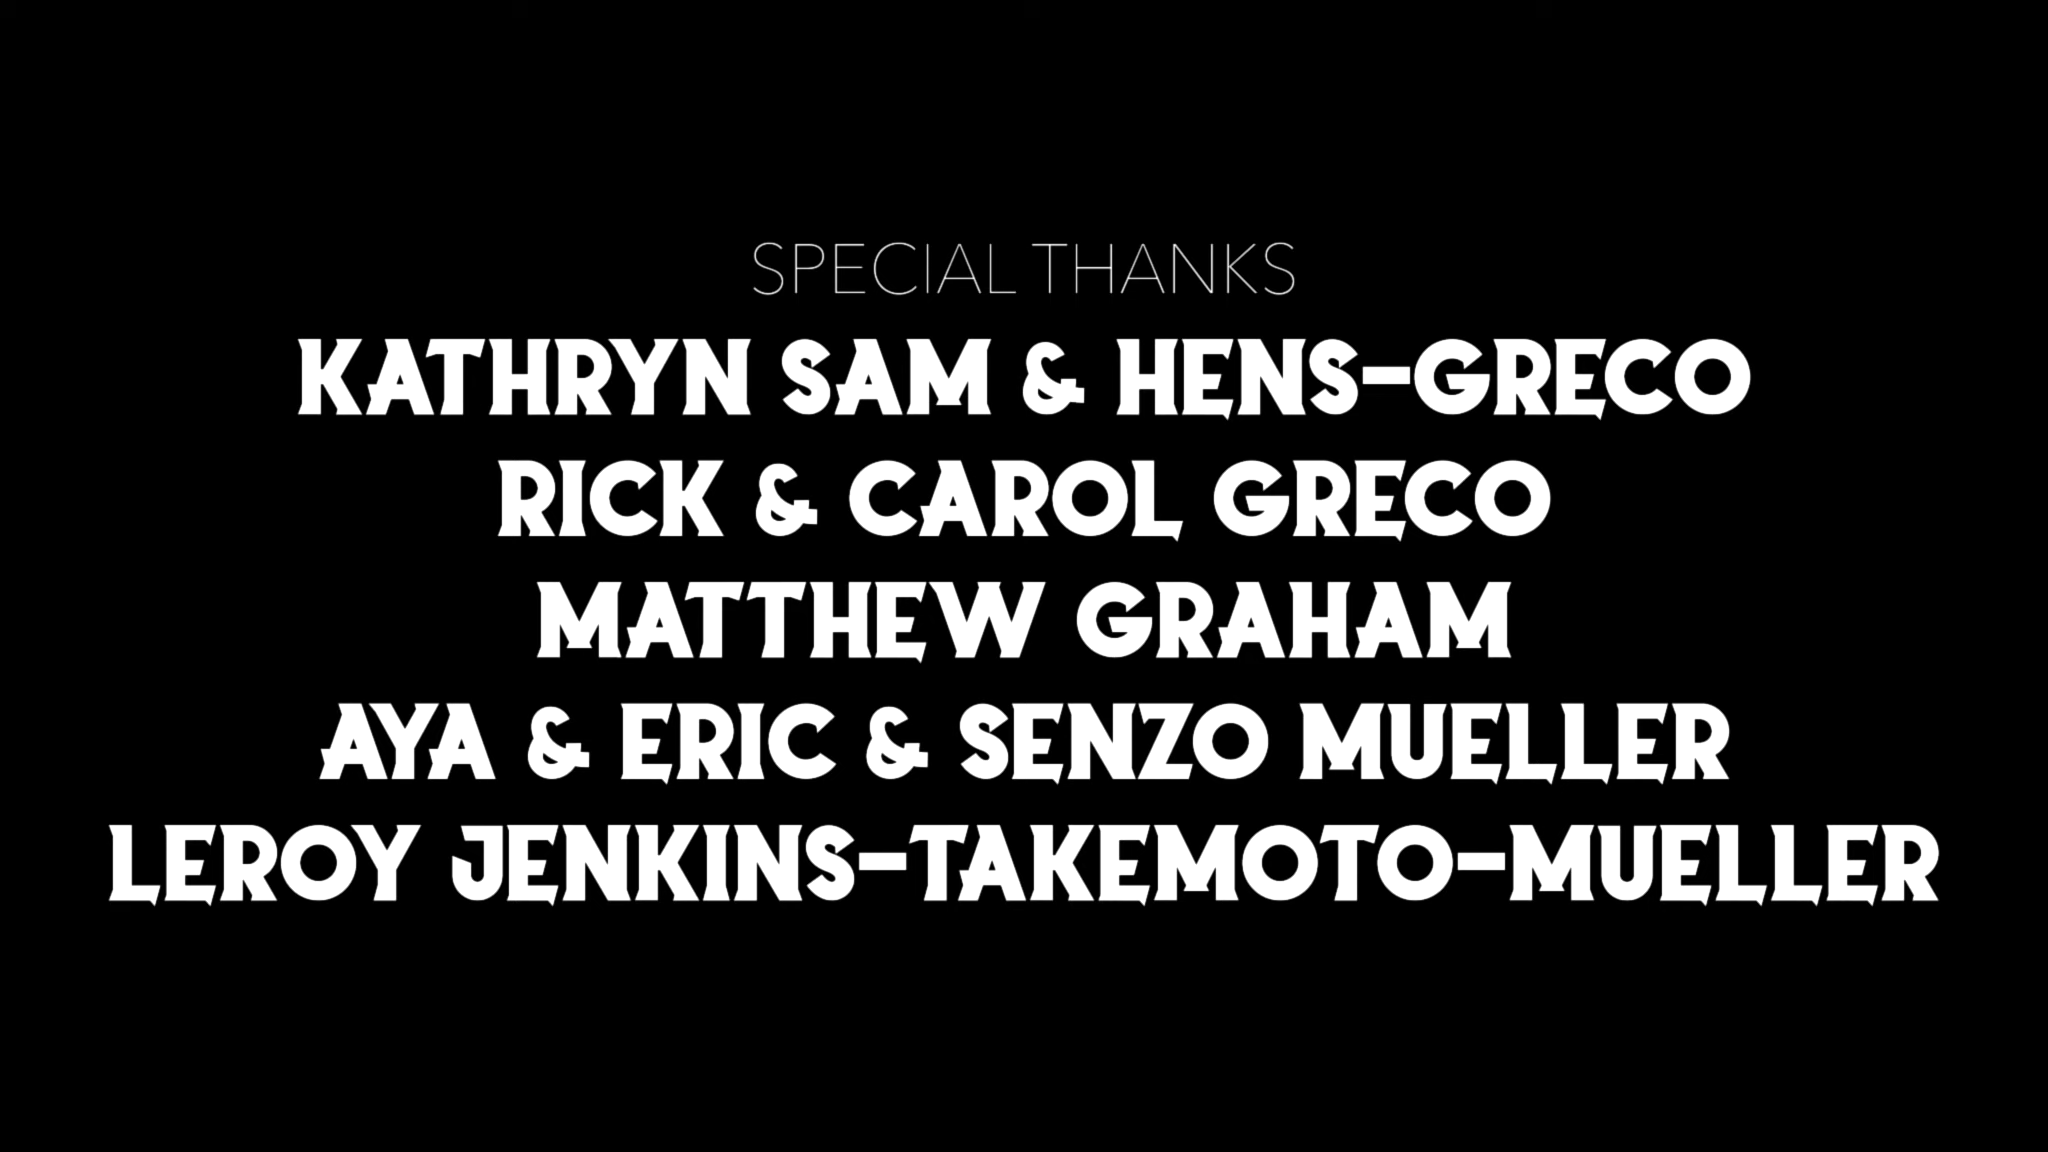 SPECIAL THANKS
KATHRYN SAM & HENS-GRECO
RICK & CAROL GRECO
MATTHEW GRAHAM
AYA & ERIC & SENZO MUELLER
LEROY JENKINS-TAKEMOTO-MUELLER